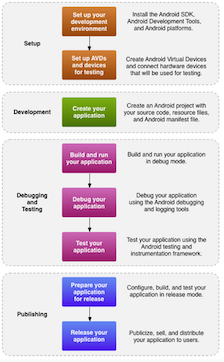 Set up your
development
environment
Install the Android SDK,
Android Development Tools,
and Android platforms.
Setup
Set up AVDs
and devices
for testing
Create Android Virtual Devices
and connect hardware devices
that will be used for testing.
Development
Create your
application
Create an Android project with
your source code, resource files,
and Android manifest file.
Build and run
your application
Build and run your application
in debug mode.
Debugging
and
Testing
Debug your
application
Debug your application
using the Android debugging
and logging tools
Test your
application
Test your application using the
Android testing and
instrumentation framework.
Prepare your
application
for release
Configure, build, and test your
application in release mode.
Publishing
Release your
application
Publicize, sell, and distribute
your application to users.